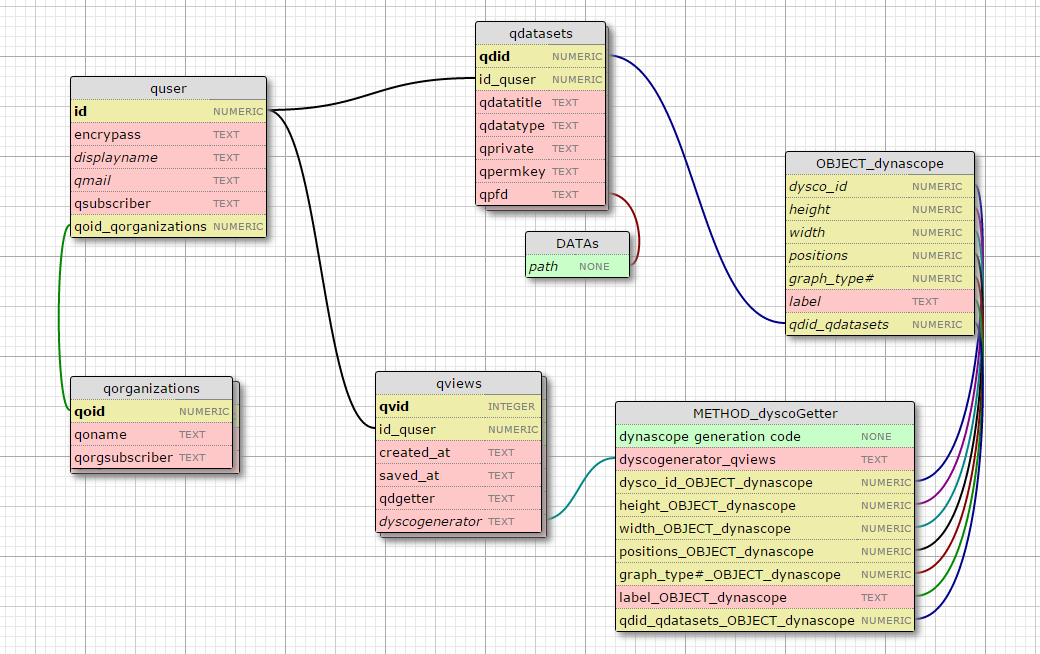 quser
id NUMERIC
encrypass TEXT
displayname TEXT
qmail TEXT
qsubscriber TEXT
qoid_qorganizations NUMERIC
qdatasets
qdid NUMERIC
id_quser NUMERIC
qdatatitle TEXT
qdatatype TEXT
qprivate TEXT
qpermkey TEXT
qpfd TEXT
DATAs
path NONE
OBJECT_dynascope
dysco_id NUMERIC
height NUMERIC
width NUMERIC
positions NUMERIC
graph_type# NUMERIC
label TEXT
qdid_qdatasets NUMERIC
qorganizations
qoid NUMERIC
qoname TEXT
qorgsubscriber TEXT
qviews
qvid INTEGER
id_quser NUMERIC
created_at TEXT
saved_at TEXT
qdgetter TEXT
dyscogenerator TEXT
METHOD_dyscoGetter
dynascope generation code NONE
dyscogenerator_qviews TEXT
dysco_id_OBJECT_dynascope NUMERIC
height_OBJECT_dynascope NUMERIC
width_OBJECT_dynascope NUMERIC
positions_OBJECT_dynascope NUMERIC
graph_type#_OBJECT_dynascope NUMERIC
label_OBJECT_dynascope TEXT
qdid_qdatasets_OBJECT_dynascope NUMERIC